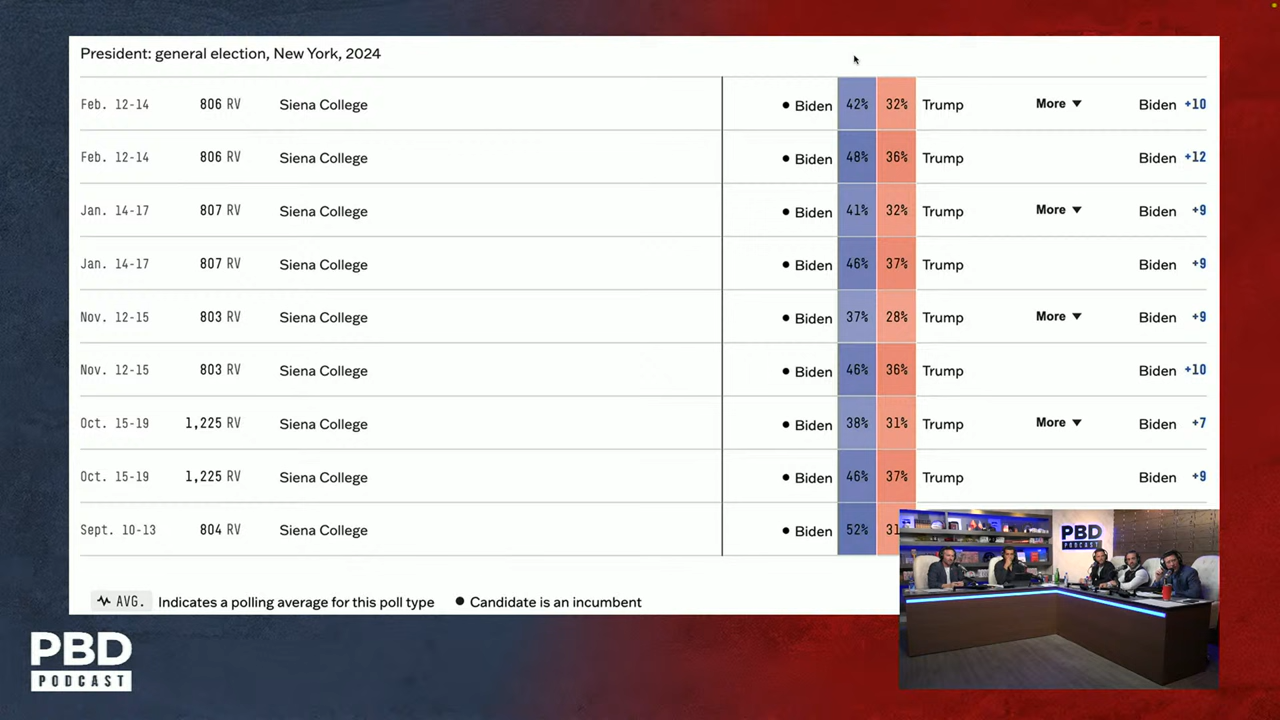 President: general election, New York, 2024
Feb. 12-14 806 RV Siena College ● Biden 42% 32% Trump More ▼ Biden +10
Feb. 12-14 806 RV Siena College ● Biden 48% 36% Trump Biden +12
Jan. 14-17 807 RV Siena College ● Biden 41% 32% Trump More ▼ Biden +9
Jan. 14-17 807 RV Siena College ● Biden 46% 37% Trump Biden +9
Nov. 12-15 803 RV Siena College ● Biden 37% 28% Trump More ▼ Biden +9
Nov. 12-15 803 RV Siena College ● Biden 46% 36% Trump Biden +10
Oct. 15-19 1,225 RV Siena College ● Biden 38% 31% Trump More ▼ Biden +7
Oct. 15-19 1,225 RV Siena College ● Biden 46% 37% Trump Biden +9
Sept. 10-13 804 RV Siena College ● Biden 52%
AVG. Indicates a polling average for this poll type ● Candidate is an incumbent
PBD
PODCAST
PBD
PODCAST